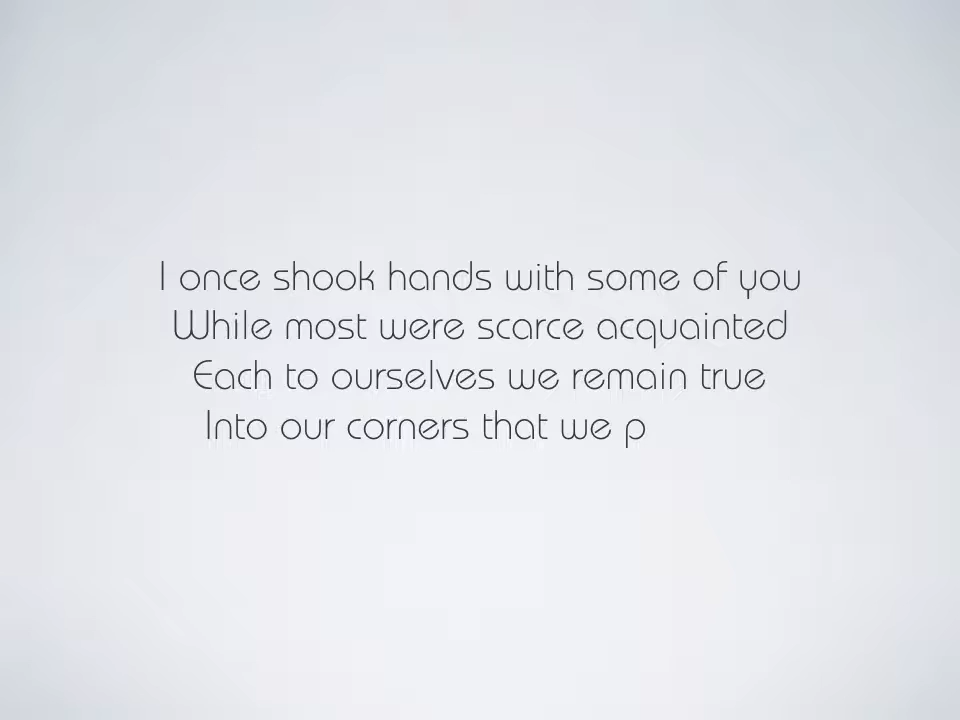 I once shook hands with some of you
While most were scarce acquainted
Each to ourselves we remain true
Into our corners that we p